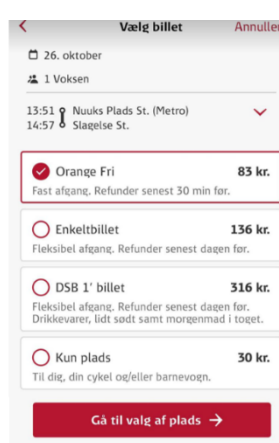 Vælg billet
Annuller
26. oktober
1 Voksen
13:51 Nuuks Plads St. (Metro)
14:57 Slagelse St.
Orange Fri 83 kr.
Fast afgang. Refunder senest 30 min før.
Enkeltbillet 136 kr.
Fleksibel afgang. Refunder senest dagen før.
DSB 1' billet 316 kr.
Fleksibel afgang. Refunder senest dagen før.
Drikkevarer, lidt sødt samt morgenmad i toget.
Kun plads 30 kr.
Til dig, din cykel og/eller barnevogn.
Gå til valg af plads →